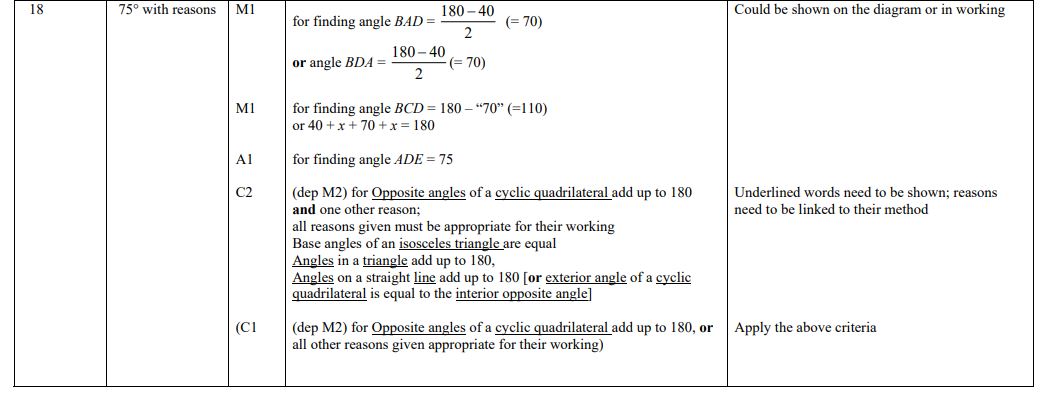 18 75° with reasons M1 for finding angle BAD = (180 – 40)/2 (= 70) Could be shown on the diagram or in working
or angle BDA = (180 – 40)/2 (= 70)
M1 for finding angle BCD = 180 – “70” (=110)
or 40 + x + 70 + x = 180
A1 for finding angle ADE = 75
C2 (dep M2) for Opposite angles of a cyclic quadrilateral add up to 180 Underlined words need to be shown; reasons
and one other reason; need to be linked to their method
all reasons given must be appropriate for their working
Base angles of an isosceles triangle are equal
Angles in a triangle add up to 180,
Angles on a straight line add up to 180 [or exterior angle of a cyclic
quadrilateral is equal to the interior opposite angle]
(C1 (dep M2) for Opposite angles of a cyclic quadrilateral add up to 180, or Apply the above criteria
all other reasons given appropriate for their working)